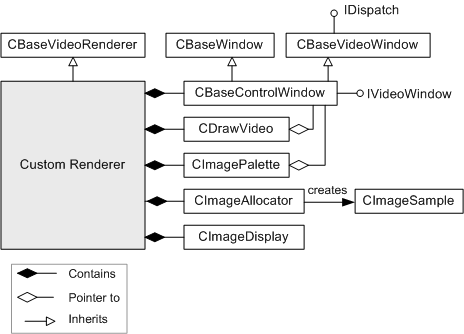 IDispatch
CBaseVideoRenderer
CBaseWindow
CBaseVideoWindow
CBaseControlWindow
IVideoWindow
CDrawVideo
Custom Renderer
CImagePalette
creates
CImageAllocator
CImageSample
CImageDisplay
Contains
Pointer to
Inherits